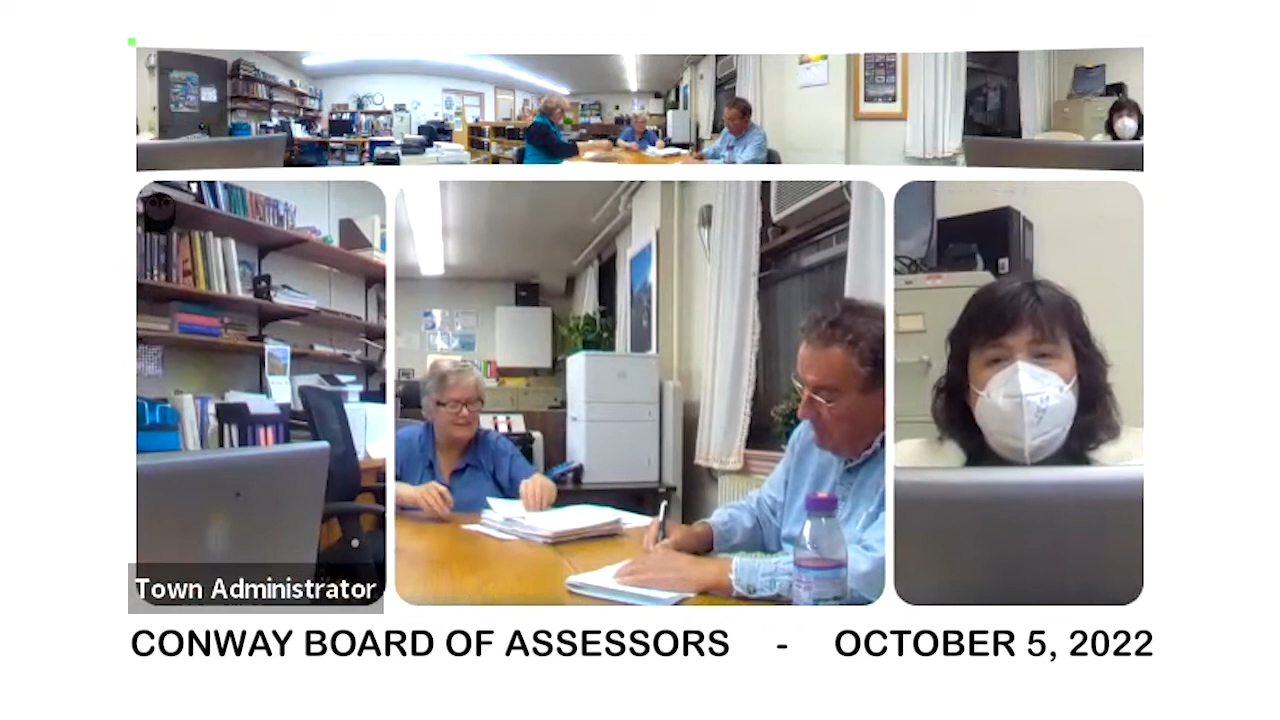 Town Administrator
CONWAY BOARD OF ASSESSORS - OCTOBER 5, 2022